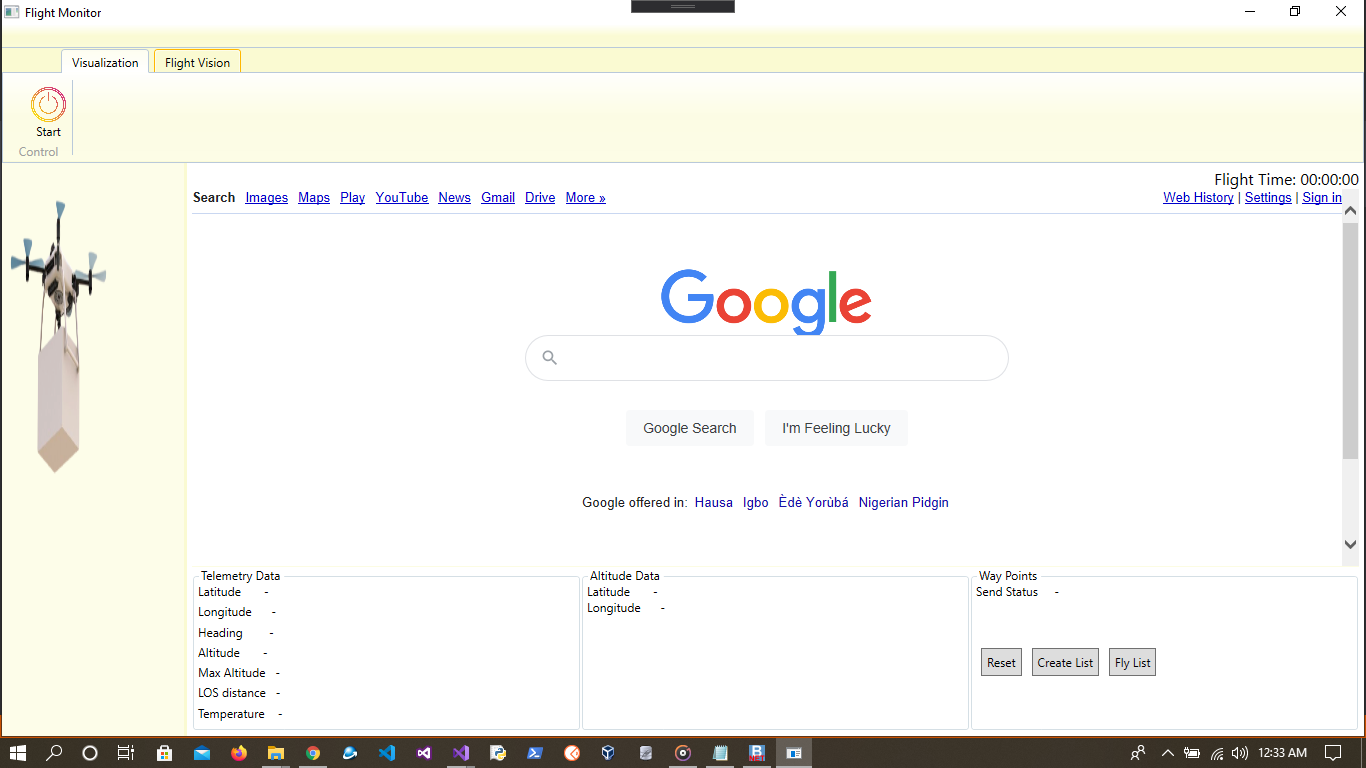 Flight Monitor
Visualization Flight Vision
Start
Control
Flight Time: 00:00:00
Search Images Maps Play YouTube News Gmail Drive More » Web History | Settings | Sign in
Google
Google Search I'm Feeling Lucky
Google offered in: Hausa Igbo Èdè Yorùbá Nigerian Pidgin
Telemetry Data
Latitude -
Longitude -
Heading -
Altitude -
Max Altitude -
LOS distance -
Temperature -
Altitude Data
Latitude -
Longitude -
Way Points
Send Status -
Reset Create List Fly List
12:33 AM